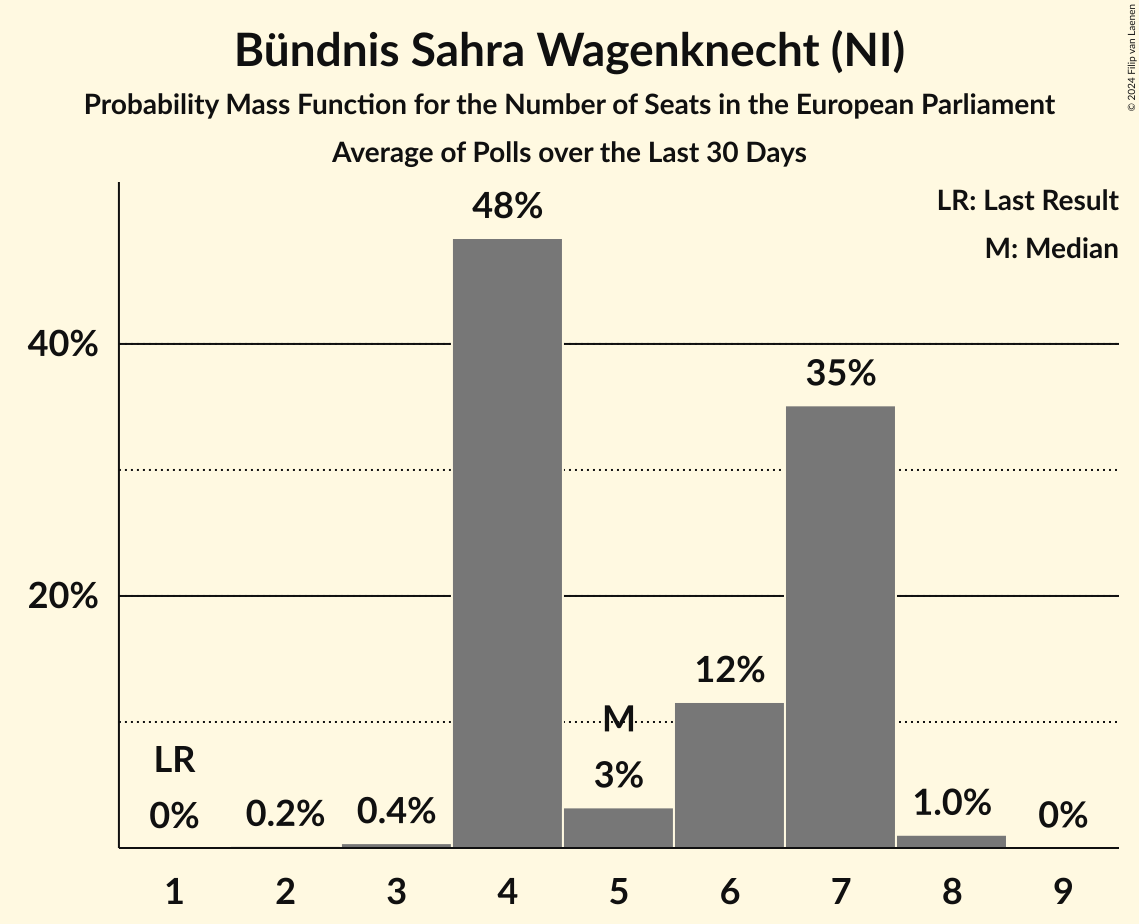 Bündnis Sahra Wagenknecht (NI)
Probability Mass Function for the Number of Seats in the European Parliament
Average of Polls over the Last 30 Days
© 2024 Filip van Laenen
LR: Last Result
M: Median
48%
40%
35%
20%
12%
M
LR
3%
0%
0.2%
0.4%
1.0%
0%
1 2 3 4 5 6 7 8 9